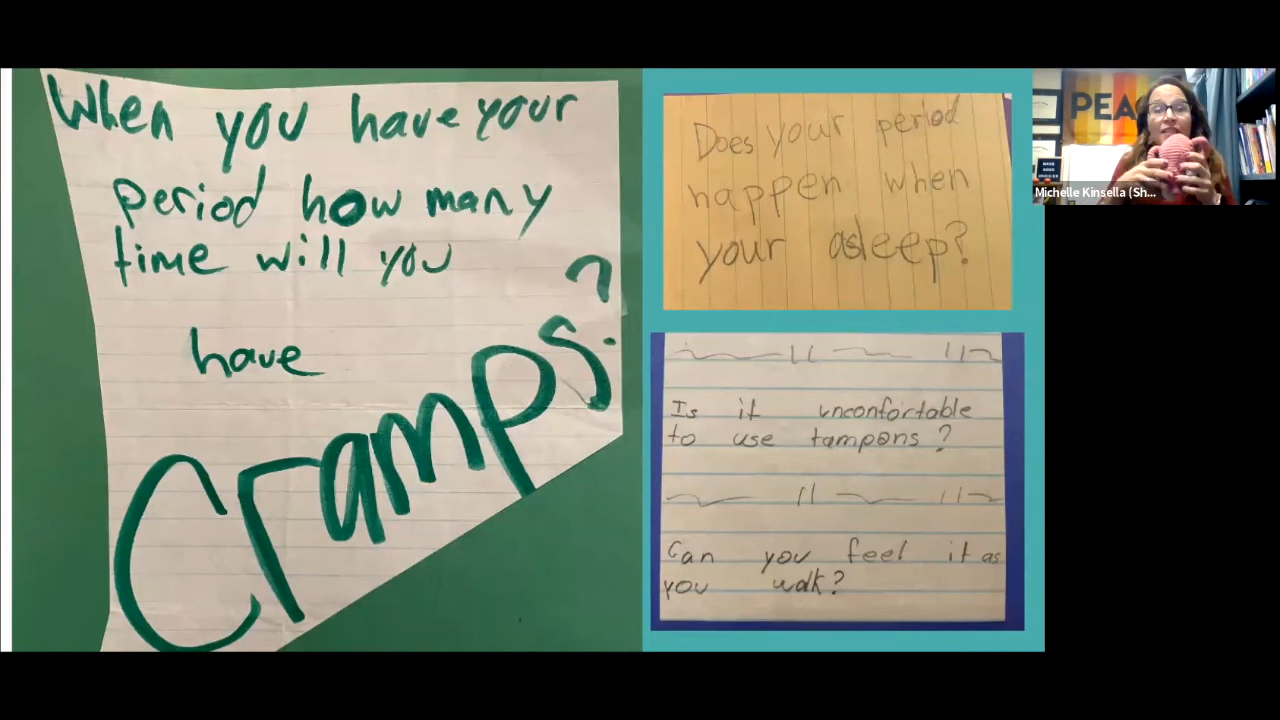 When you have your
period how many
time will you
have
Cramps?
Does your period
happen when
your asleep?
Is it unconfortable
to use tampons?
Can you feel it as
you walk?
PEA
Michelle Kinsella (Sh...